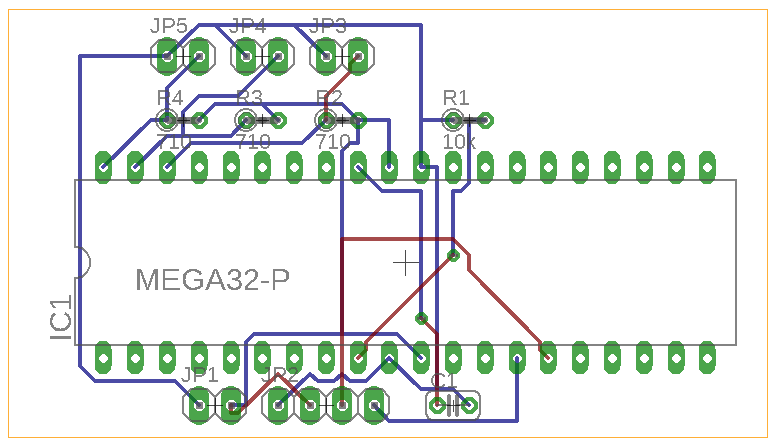 JP5 JP4 JP3
R4 R3 R2 R1
710 710 710 10k
MEGA32-P
IC1
JP1 JP2 C1